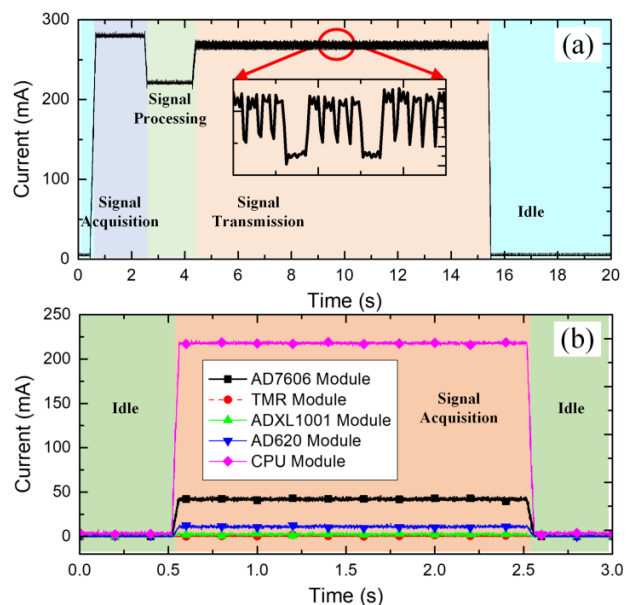 300
(a)
Signal
Processing
200
Current (mA)
100
Signal
Acquisition
Signal
Transmission
Idle
0
0 2 4 6 8 10 12 14 16 18 20
Time (s)
250
(b)
200
AD7606 Module
TMR Module
ADXL1001 Module
AD620 Module
CPU Module
Idle
Signal
Acquisition
Idle
150
Current (mA)
100
50
0
0.0 0.5 1.0 1.5 2.0 2.5 3.0
Time (s)